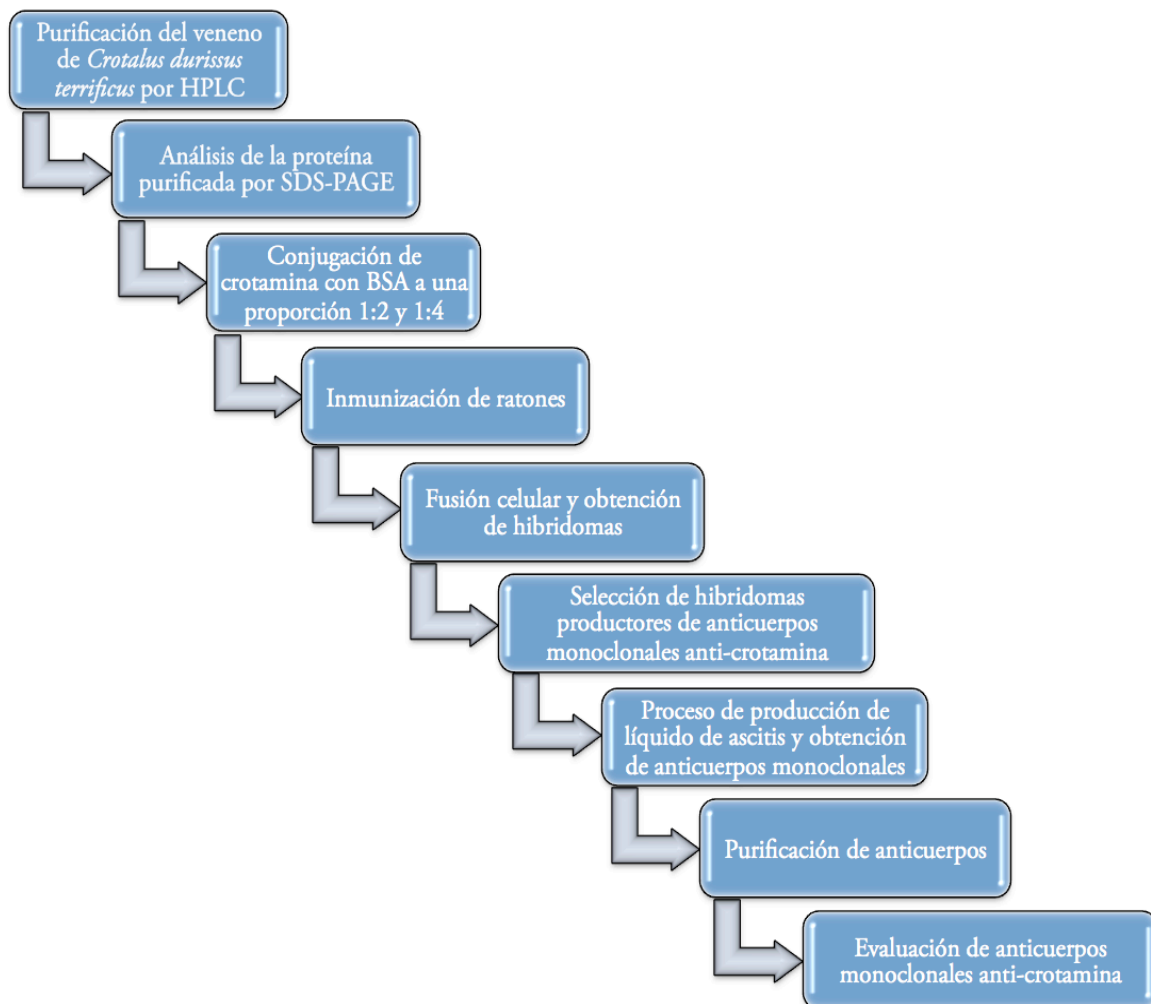 Purificación del veneno
de Crotalus durissus
terrificus por HPLC
Análisis de la proteína
purificada por SDS-PAGE
Conjugación de
crotamina con BSA a una
proporción 1:2 y 1:4
Inmunización de ratones
Fusión celular y obtención
de hibridomas
Selección de hibridomas
productores de anticuerpos
monoclonales anti-crotamina
Proceso de producción de
líquido de ascitis y obtención
de anticuerpos monoclonales
Purificación de anticuerpos
Evaluación de anticuerpos
monoclonales anti-crotamina